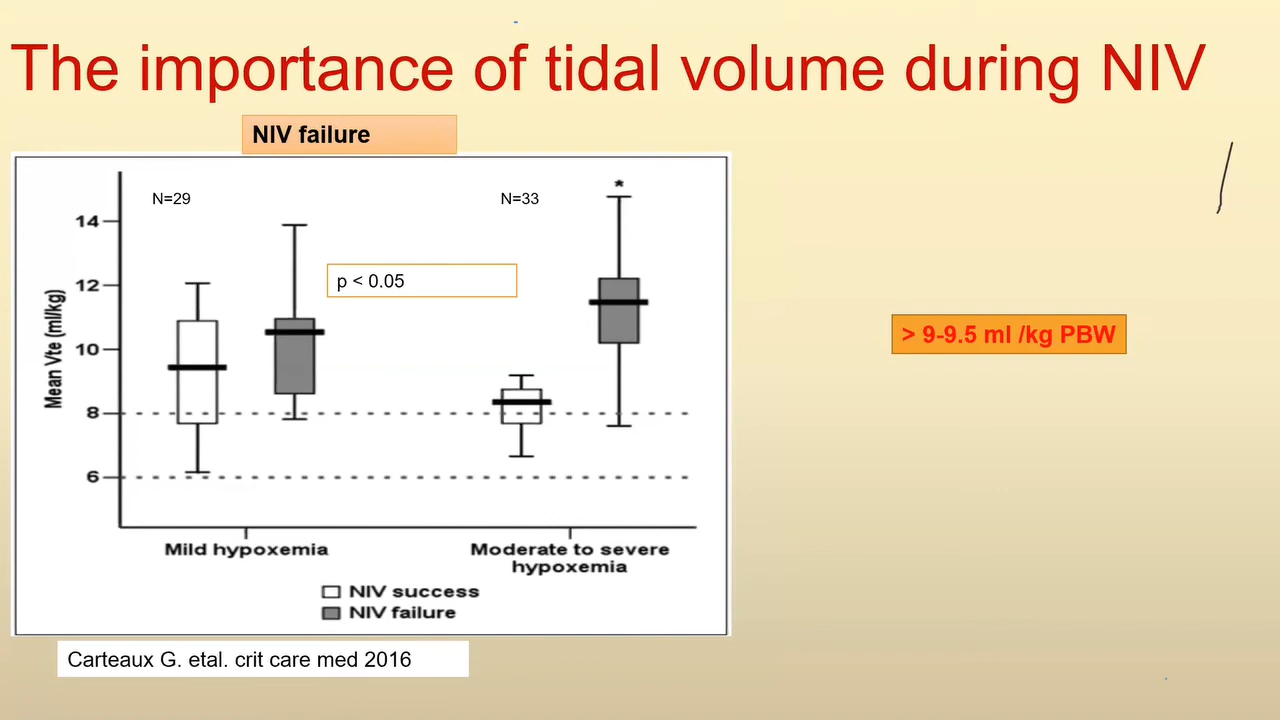 The importance of tidal volume during NIV
NIV failure
N=29
N=33
*
p < 0.05
14
12
10
8
6
Mean Vte (ml/kg)
Mild hypoxemia
Moderate to severe
hypoxemia
NIV success
NIV failure
> 9-9.5 ml /kg PBW
Carteaux G. etal. crit care med 2016